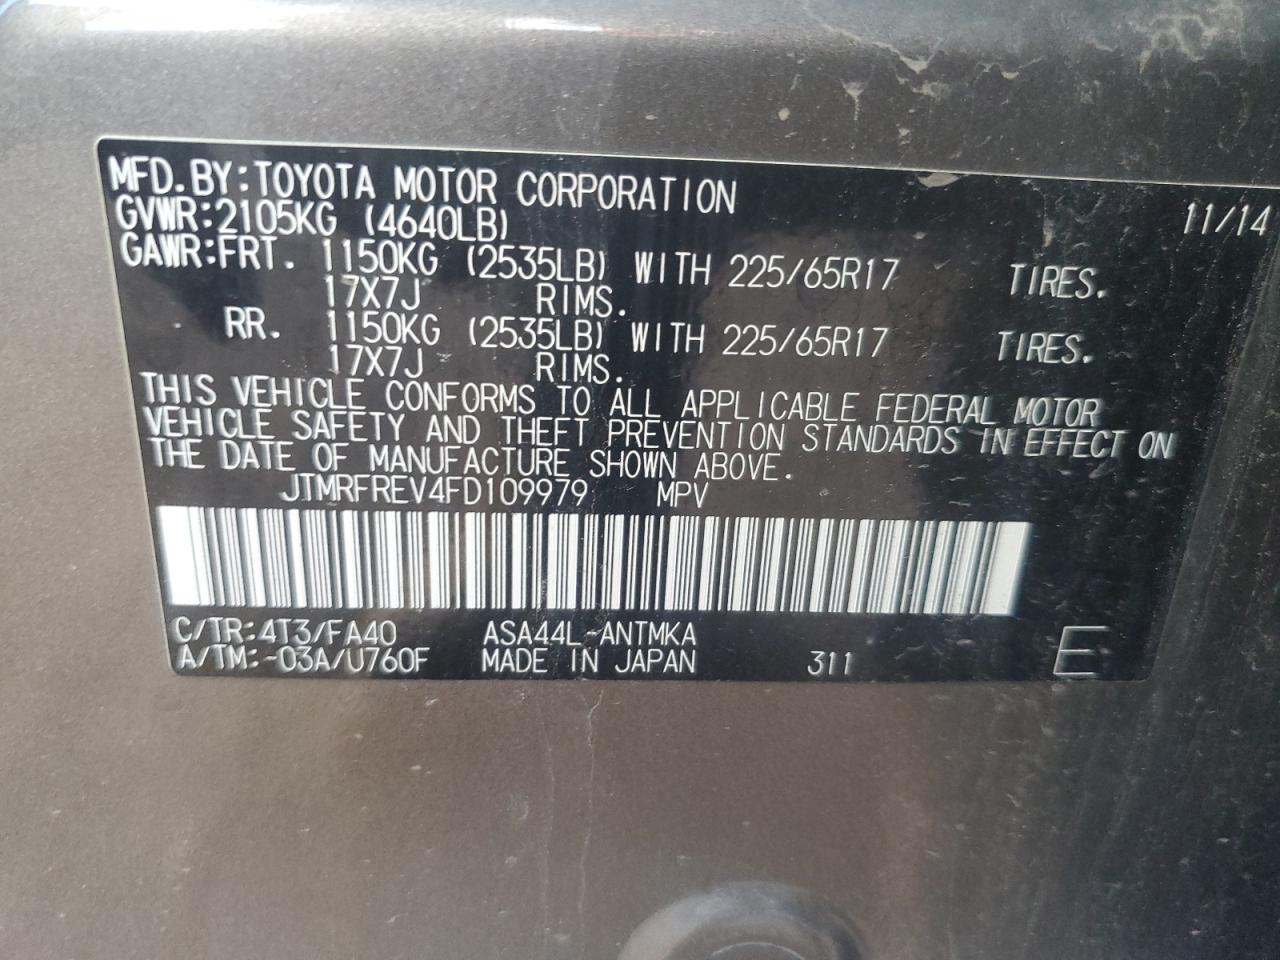 MFD.BY:TOYOTA MOTOR CORPORATION 11/14
GVWR:2105KG (4640LB)
GAWR:FRT. 1150KG (2535LB) WITH 225/65R17 TIRES.
17X7J RIMS.
RR. 1150KG (2535LB) WITH 225/65R17 TIRES.
17X7J RIMS.
THIS VEHICLE CONFORMS TO ALL APPLICABLE FEDERAL MOTOR
VEHICLE SAFETY AND THEFT PREVENTION STANDARDS IN EFFECT ON
THE DATE OF MANUFACTURE SHOWN ABOVE.
JTMRFREV4FD109979 MPV
C/TR:4T3/FA40 ASA44L-ANTMKA
A/TM:-03A/U760F MADE IN JAPAN 311 E